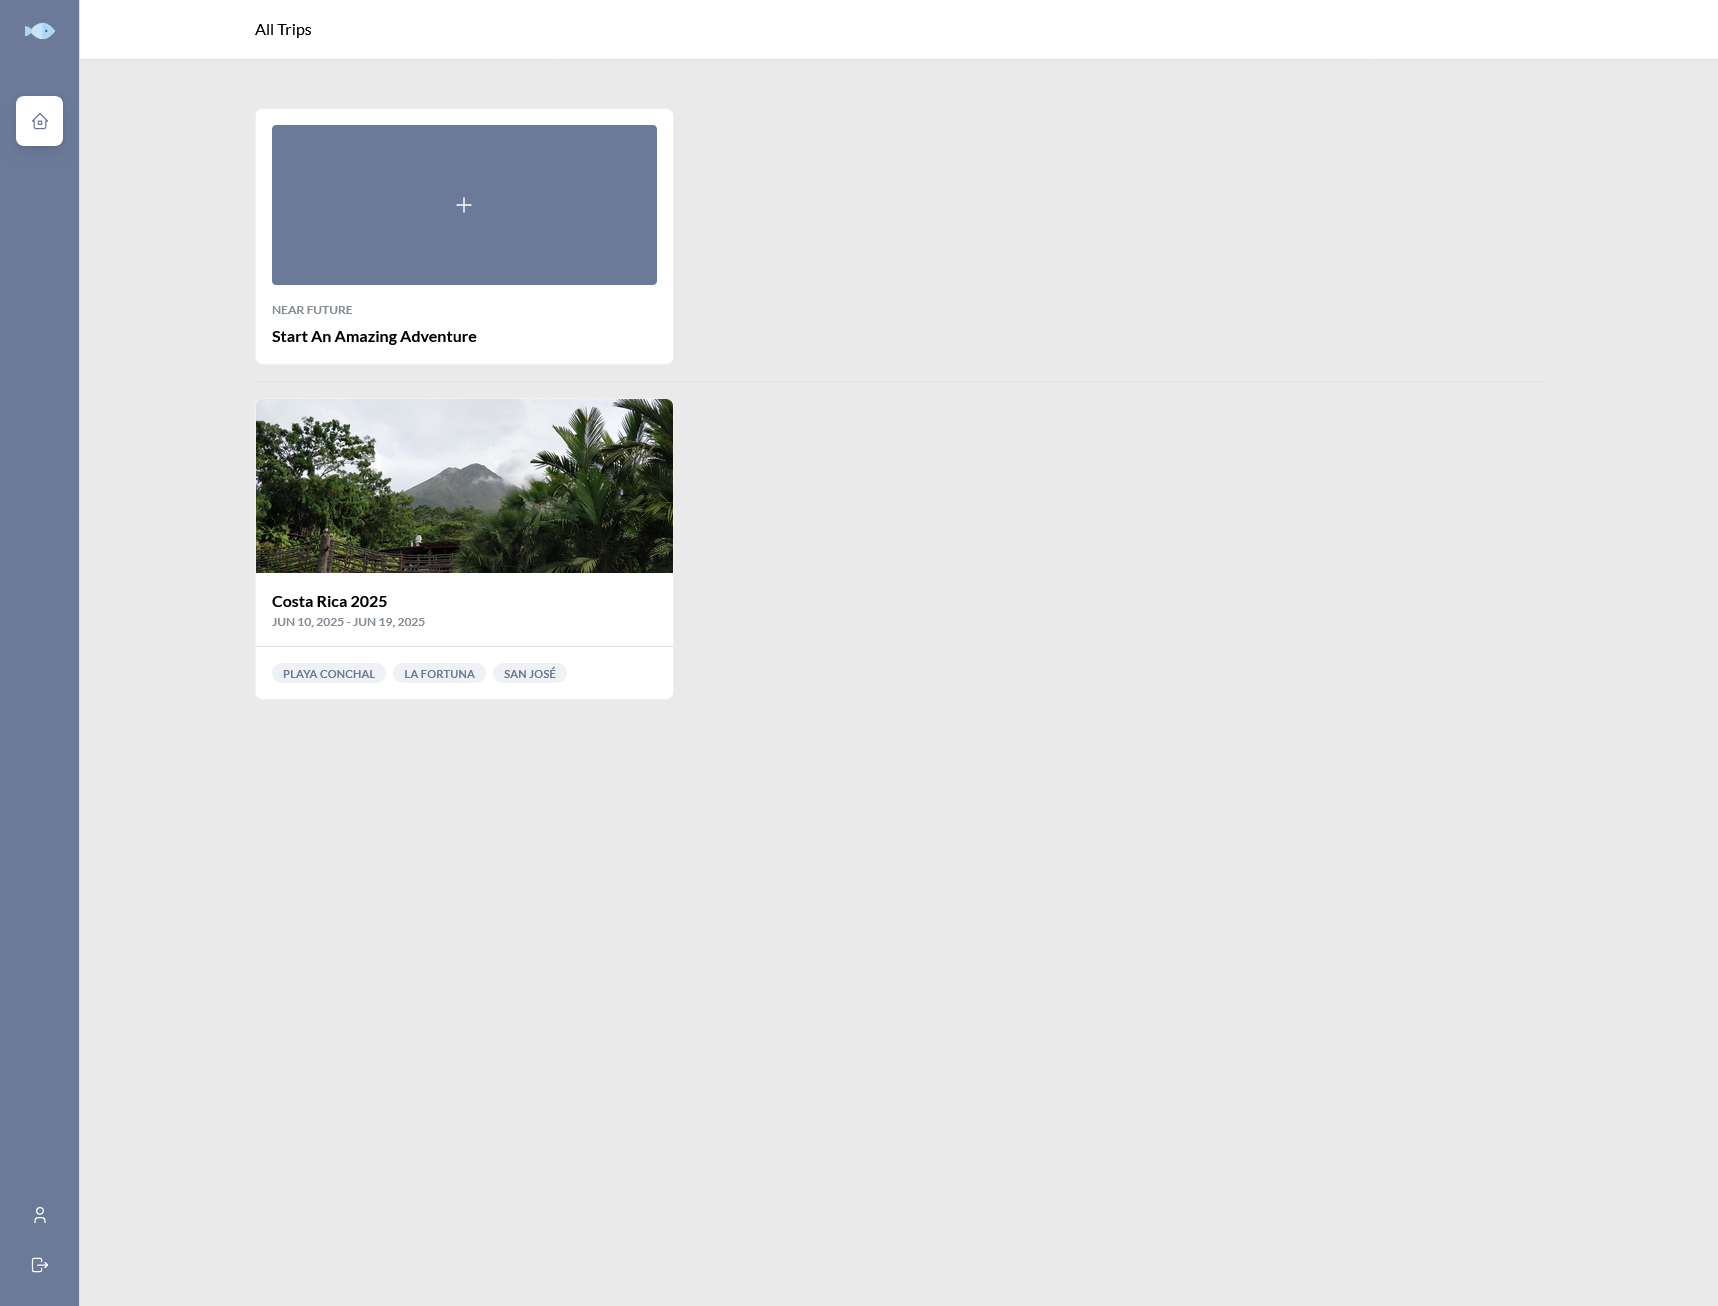 All Trips
NEAR FUTURE
Start An Amazing Adventure
Costa Rica 2025
JUN 10, 2025 - JUN 19, 2025
PLAYA CONCHAL
LA FORTUNA
SAN JOSÉ